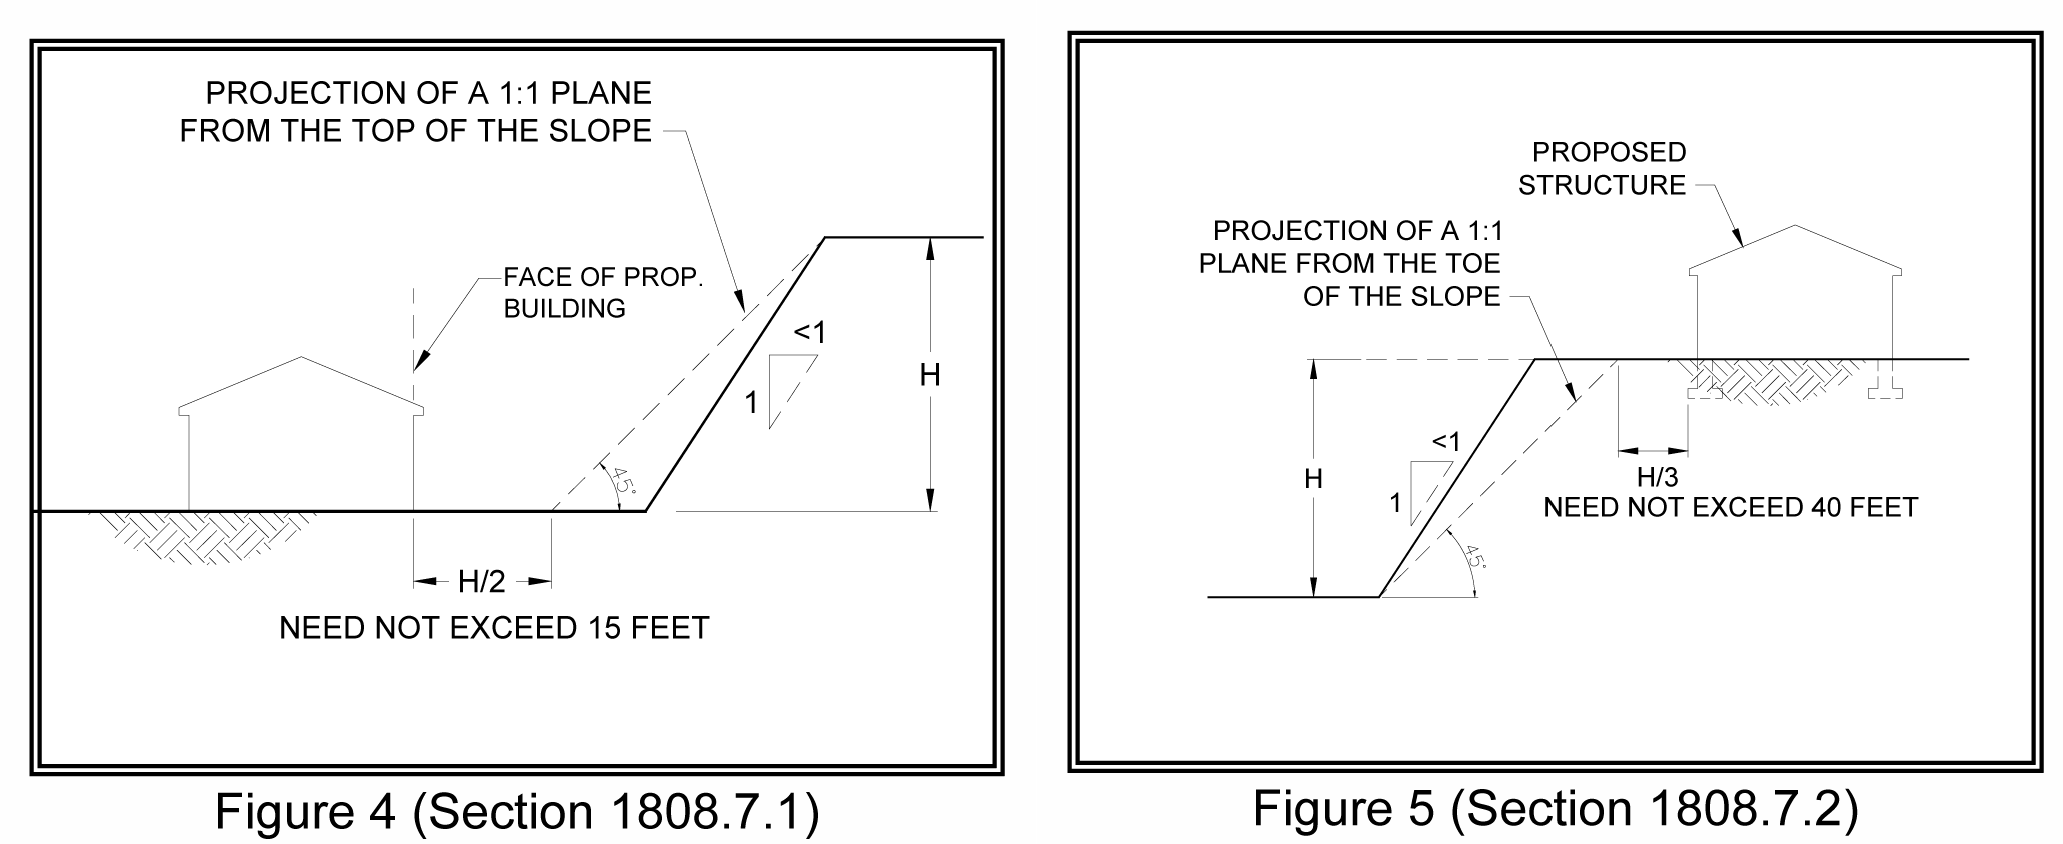 PROJECTION OF A 1:1 PLANE
FROM THE TOP OF THE SLOPE
FACE OF PROP.
BUILDING
<1
1
H
45°
H/2
NEED NOT EXCEED 15 FEET
Figure 4 (Section 1808.7.1)
PROPOSED
STRUCTURE
PROJECTION OF A 1:1
PLANE FROM THE TOE
OF THE SLOPE
<1
1
H
45°
H/3
NEED NOT EXCEED 40 FEET
Figure 5 (Section 1808.7.2)